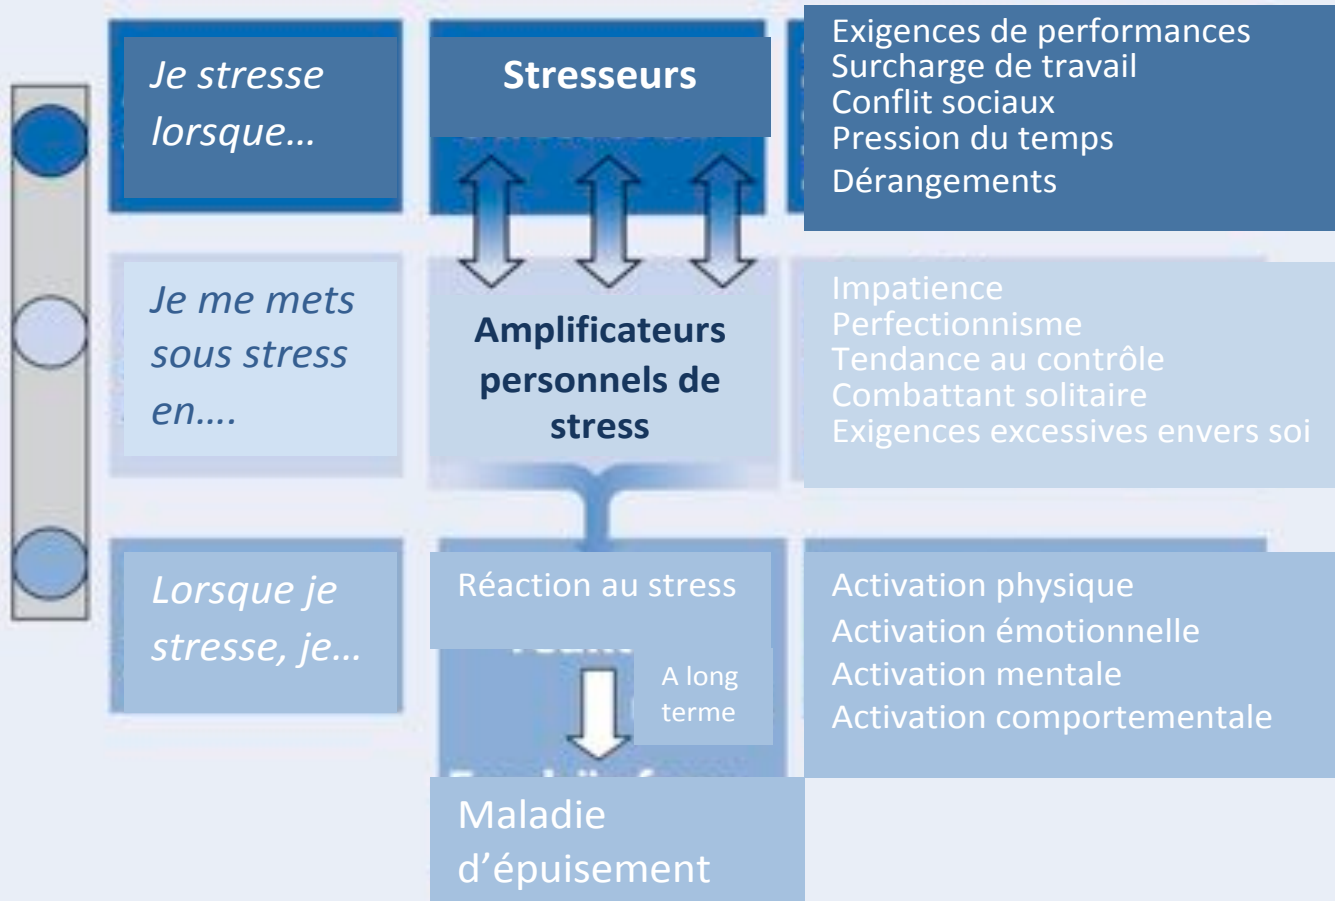 Je stresse
lorsque…
Stresseurs
Exigences de performances
Surcharge de travail
Conflit sociaux
Pression du temps
Dérangements
Je me mets
sous stress
en….
Amplificateurs
personnels de
stress
Impatience
Perfectionnisme
Tendance au contrôle
Combattant solitaire
Exigences excessives envers soi
Lorsque je
stresse, je…
Réaction au stress
A long
terme
Maladie
d’épuisement
Activation physique
Activation émotionnelle
Activation mentale
Activation comportementale